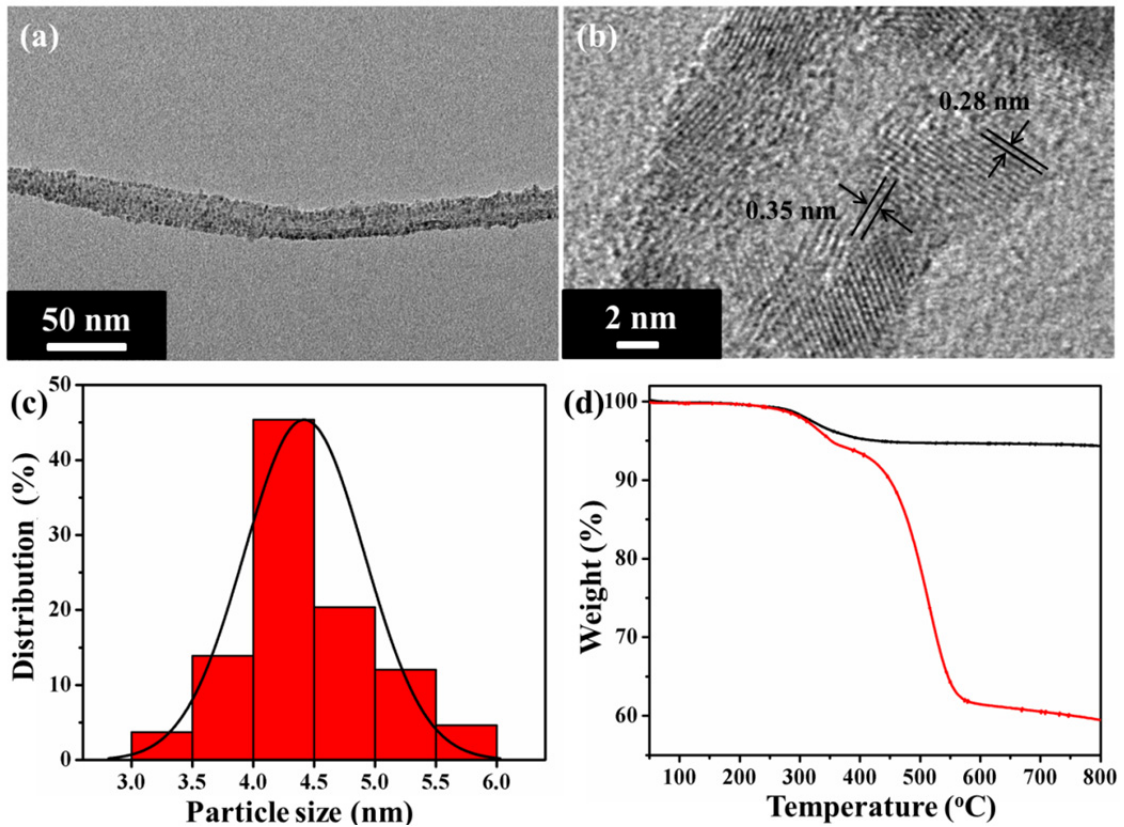 (a)
50 nm
(b)
0.28 nm
0.35 nm
2 nm
(c)
50
40
30
20
10
0
Distribution (%)
3.0 3.5 4.0 4.5 5.0 5.5 6.0
Particle size (nm)
(d)
100
90
80
70
60
Weight (%)
100 200 300 400 500 600 700 800
Temperature (°C)